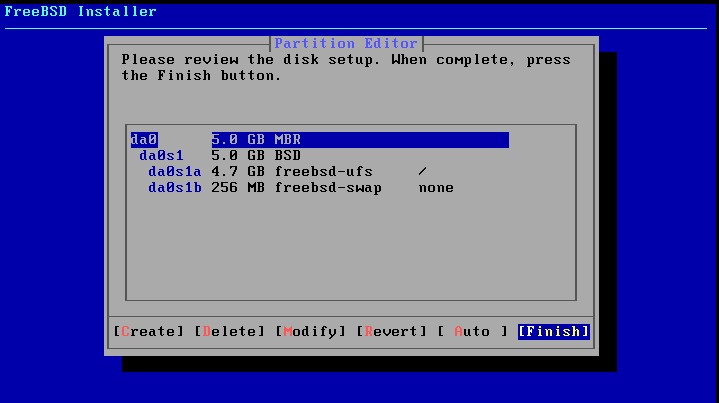 FreeBSD Installer
Partition Editor
Please review the disk setup. When complete, press
the Finish button.
da0 5.0 GB MBR
da0s1 5.0 GB BSD
da0s1a 4.7 GB freebsd-ufs /
da0s1b 256 MB freebsd-swap none
[Create] [Delete] [Modify] [Revert] [ Auto ] [Finish]